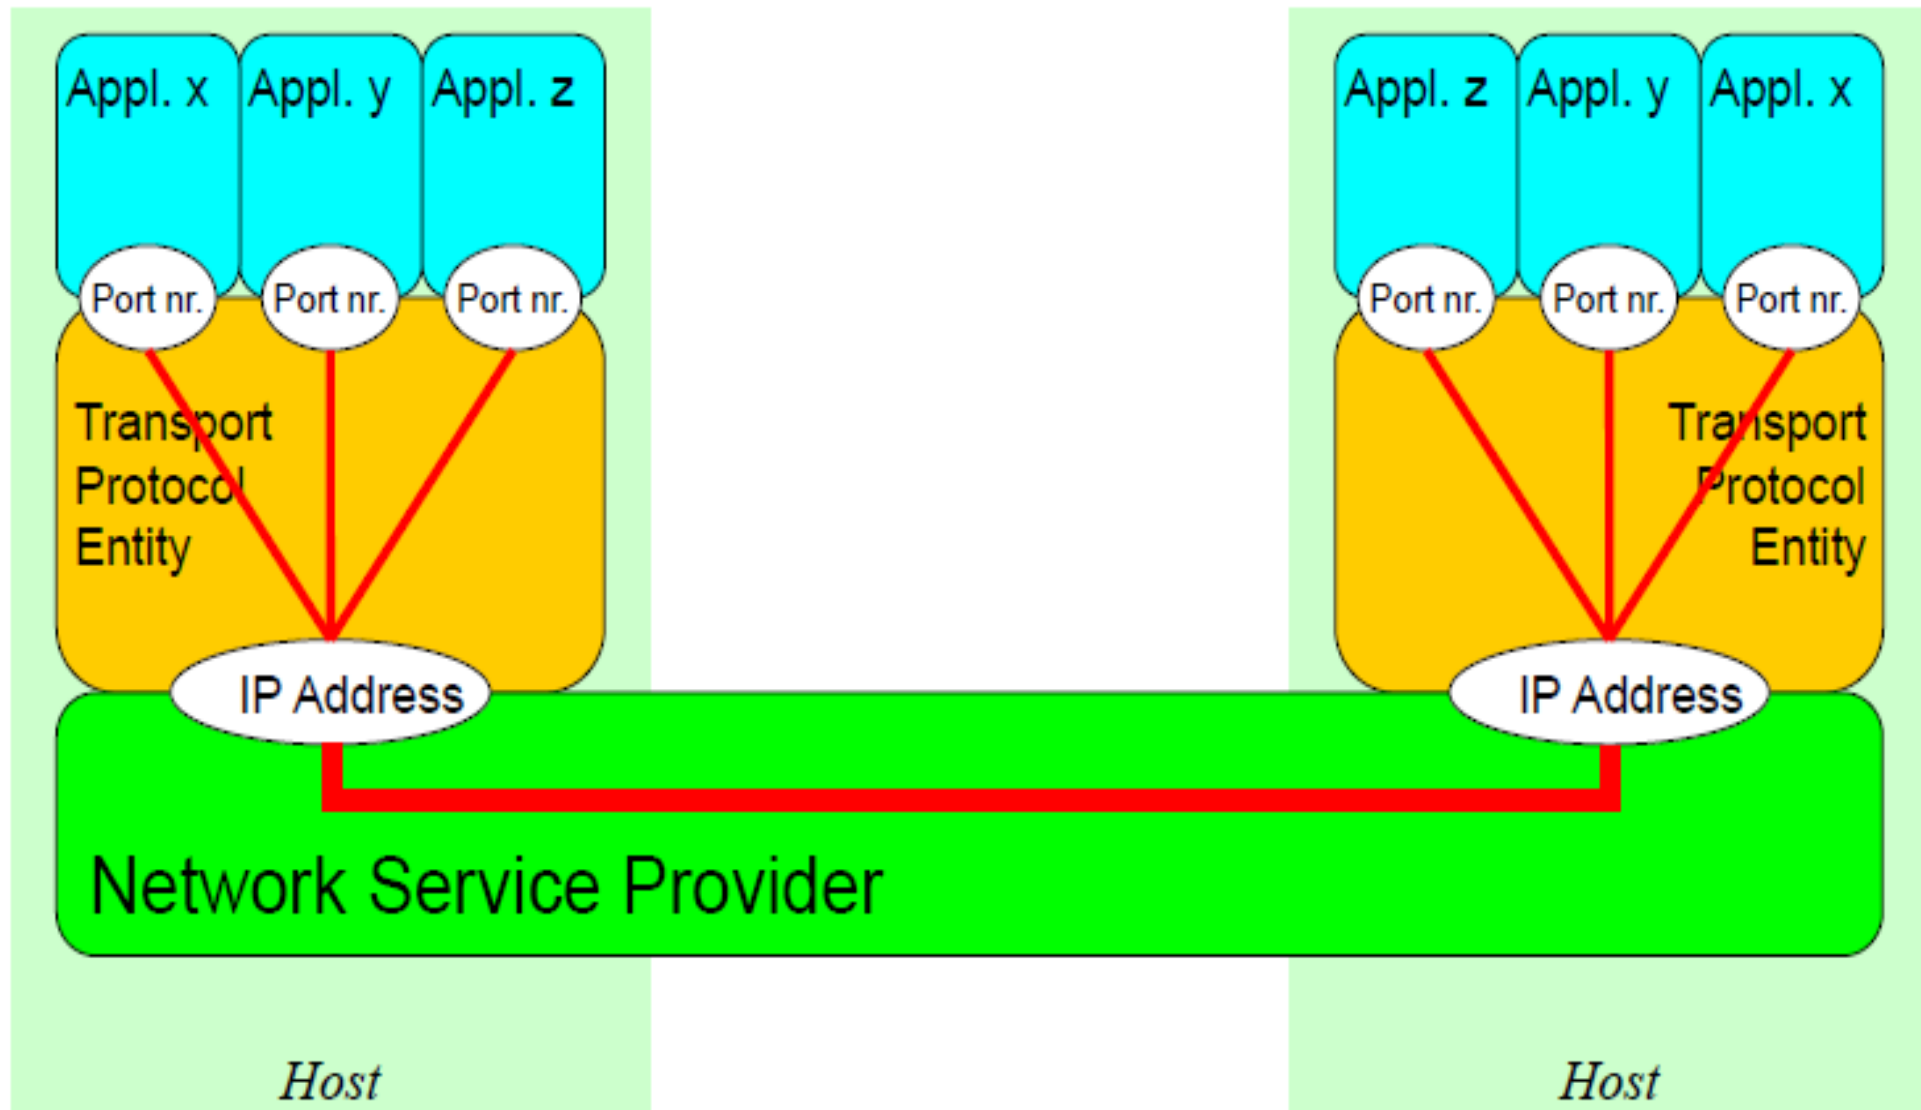 Appl. x Appl. y Appl. z
Appl. z Appl. y Appl. x
Port nr. Port nr. Port nr.
Port nr. Port nr. Port nr.
Transport
Protocol
Entity
Transport
Protocol
Entity
IP Address
IP Address
Network Service Provider
Host
Host